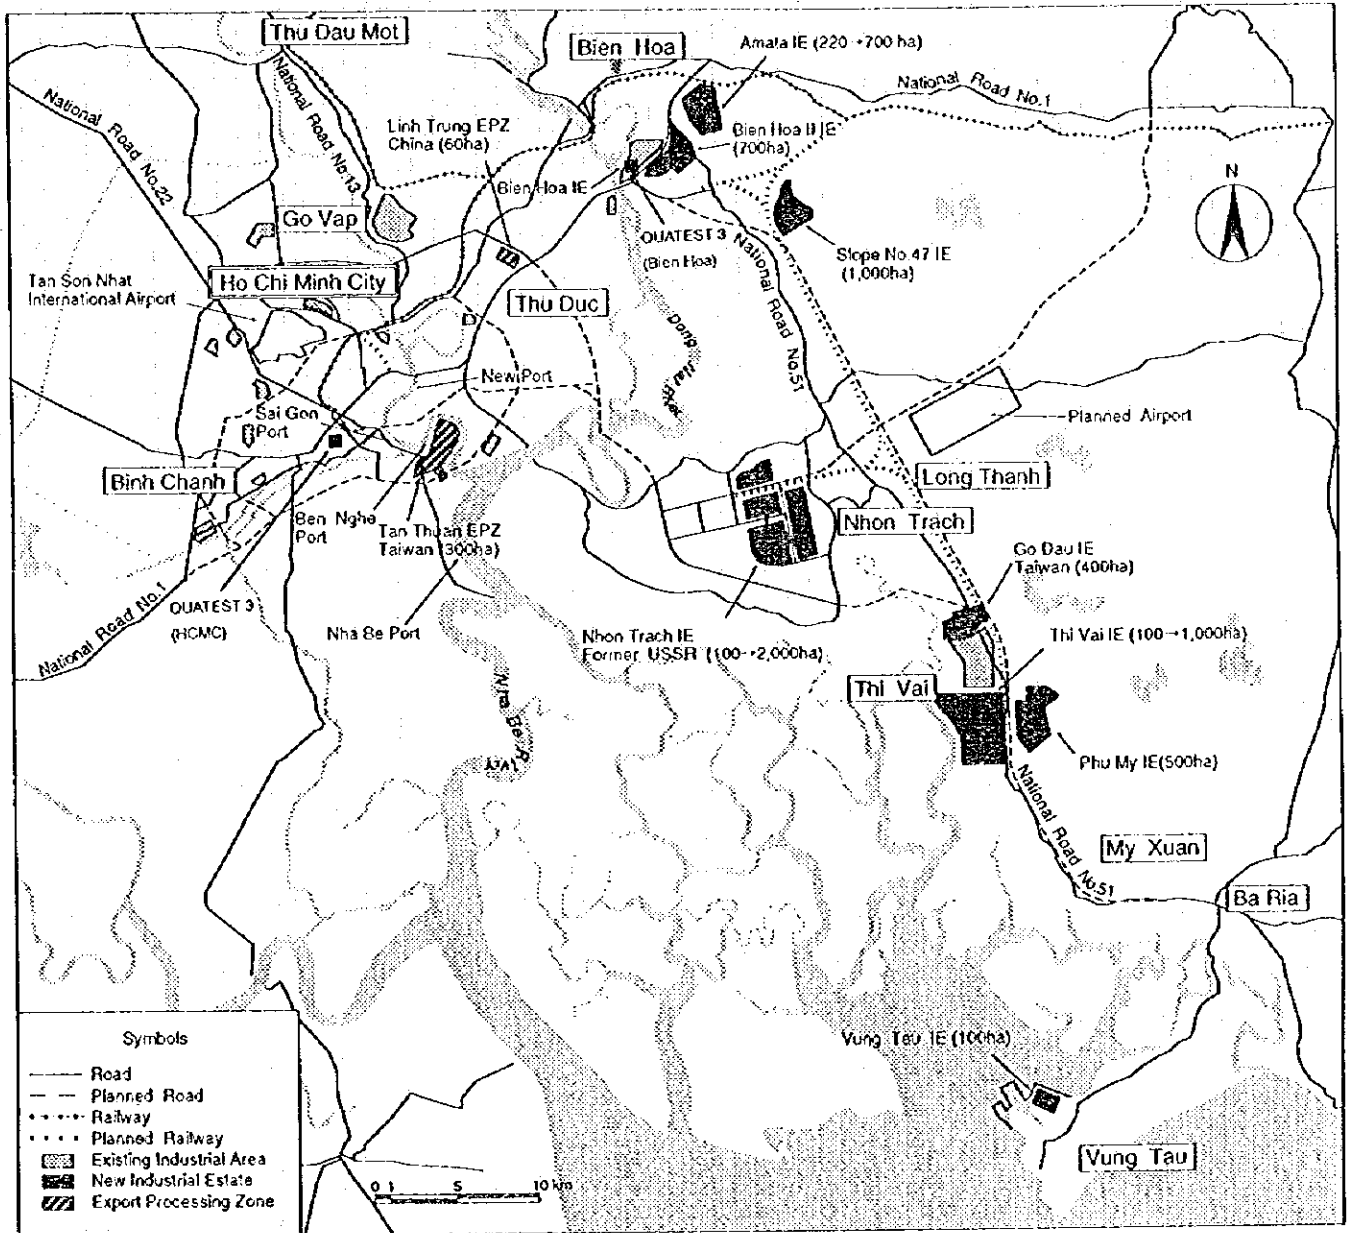 Thu Dau Mot
Bien Hoa
Amata IE (220→700 ha)
National Road No.1
National Road No.22
National Road No.13
Linh Trung EPZ
China (60ha)
Bien Hoa II IE
(700ha)
Bien Hoa IE
N
Go Vap
QUATEST 3
(Bien Hoa)
National Road No.51
Slope No.47 IE
(1,000ha)
Tan Son Nhat
International Airport
Ho Chi Minh City
Thu Duc
Dong Nai River
New Port
Planned Airport
Sai Gon
Port
Binh Chanh
Long Thanh
Nhon Trach
Ben Nghe
Port
Tan Thuan EPZ
Taiwan (300ha)
Go Dau IE
Taiwan (400ha)
National Road No.1
QUATEST 3
(HCMC)
Nha Be Port
Nhon Trach IE
Former USSR (100→2,000ha)
Thi Vai IE (100→1,000ha)
Thi Vai
Nha Be River
Phu My IE(500ha)
National Road No.51
My Xuan
Ba Ria
Vung Tau IE (100ha)
Vung Tau
Symbols
Road
Planned Road
Railway
Planned Railway
Existing Industrial Area
New Industrial Estate
Export Processing Zone
0 1 5 10 km